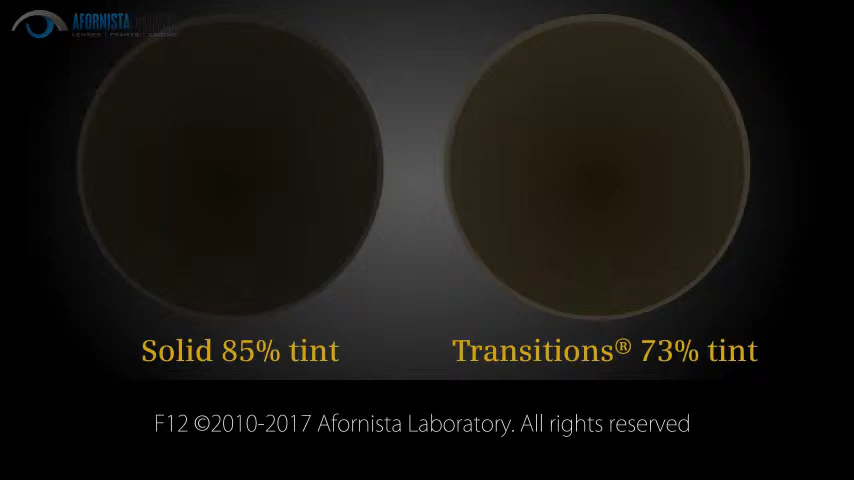 AFORNISTA
Solid 85% tint
Transitions® 73% tint
F12 ©2010-2017 Afornista Laboratory. All rights reserved